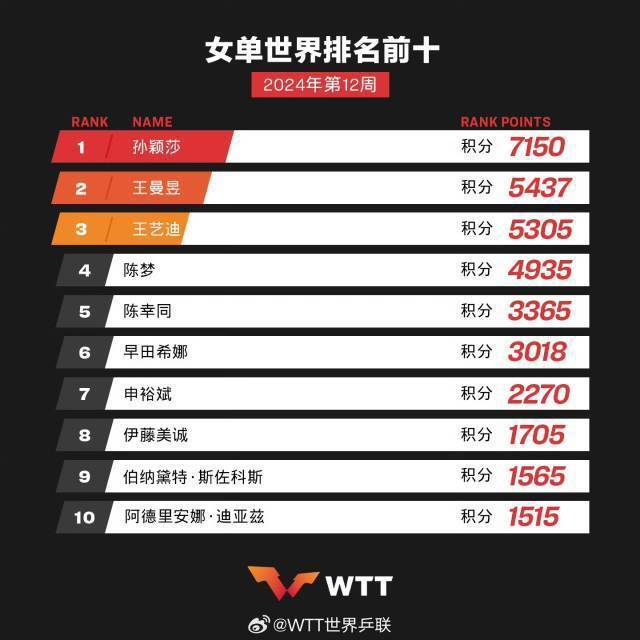 女单世界排名前十
2024年第12周
RANK NAME RANK POINTS
1 孙颖莎 积分 7150
2 王曼昱 积分 5437
3 王艺迪 积分 5305
4 陈梦 积分 4935
5 陈幸同 积分 3365
6 早田希娜 积分 3018
7 申裕斌 积分 2270
8 伊藤美诚 积分 1705
9 伯纳黛特·斯佐科斯 积分 1565
10 阿德里安娜·迪亚兹 积分 1515
WTT
@WTT世界乒联